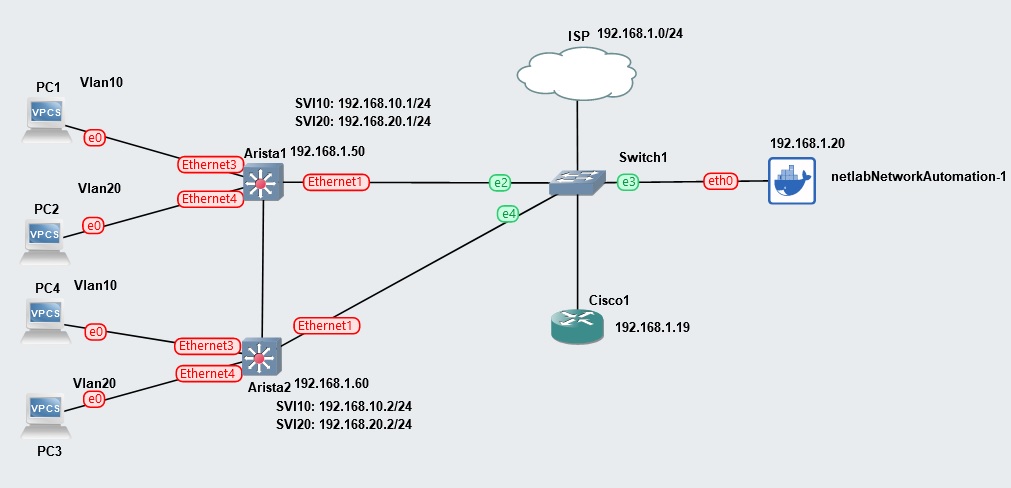 ISP 192.168.1.0/24
PC1 Vlan10
VPCS
e0
SVI10: 192.168.10.1/24
SVI20: 192.168.20.1/24
Arista1 192.168.1.50
Ethernet3
Ethernet1
Ethernet4
Vlan20
PC2
VPCS
e0
Switch1
e2
e3
e4
eth0
192.168.1.20
netlabNetworkAutomation-1
PC4 Vlan10
VPCS
e0
Ethernet3
Ethernet1
Ethernet4
Arista2 192.168.1.60
SVI10: 192.168.10.2/24
SVI20: 192.168.20.2/24
Vlan20
e0
VPCS
PC3
Cisco1
192.168.1.19